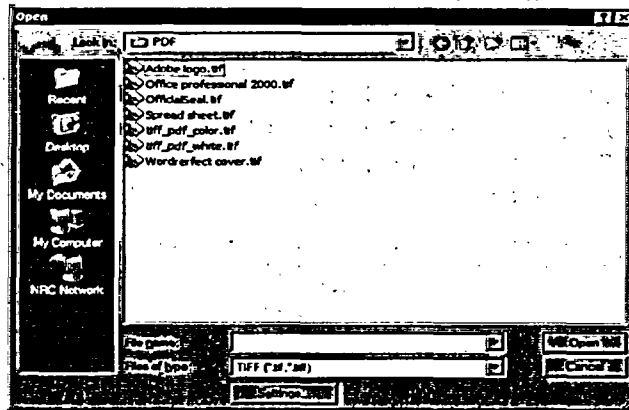 Open
Look in:
PDF
Adobe logo.tif
Office professional 2000.tif
OfficialSeal.tif
Spread sheet.tif
tiff_pdf_color.tif
tiff_pdf_white.tif
Wordrerfect cover.tif
Recent
Desktop
My Documents
My Computer
NRC Network
File name:
Files of type:
TIFF (*.tif,*.tiff)
Open
Cancel
Settings...